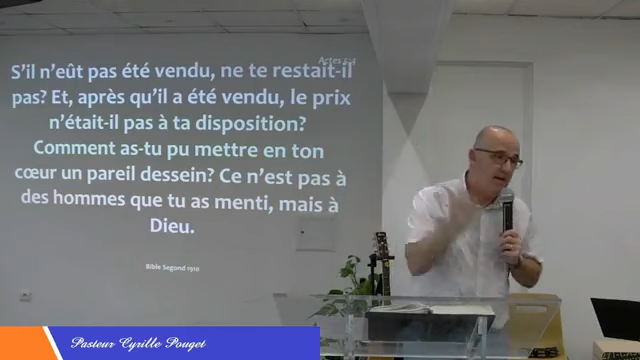 Actes 5:4
S'il n'eût pas été vendu, ne te restait-il
pas? Et, après qu'il a été vendu, le prix
n'était-il pas à ta disposition?
Comment as-tu pu mettre en ton
cœur un pareil dessein? Ce n'est pas à
des hommes que tu as menti, mais à
Dieu.
Bible Segond 1910
Pasteur Cyrille Pouget